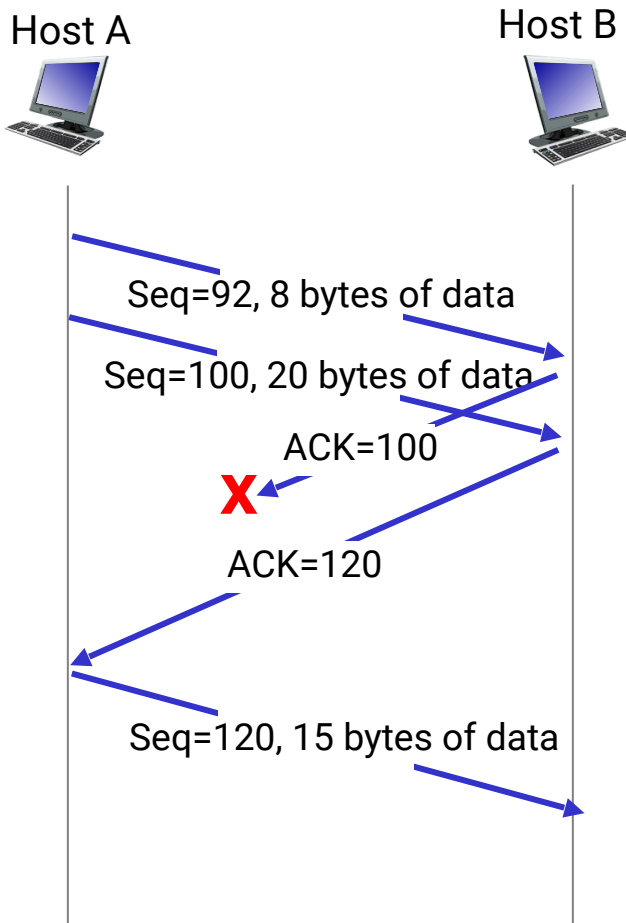 Host A
Host B
Seq=92, 8 bytes of data
Seq=100, 20 bytes of data
ACK=100
X
ACK=120
Seq=120, 15 bytes of data